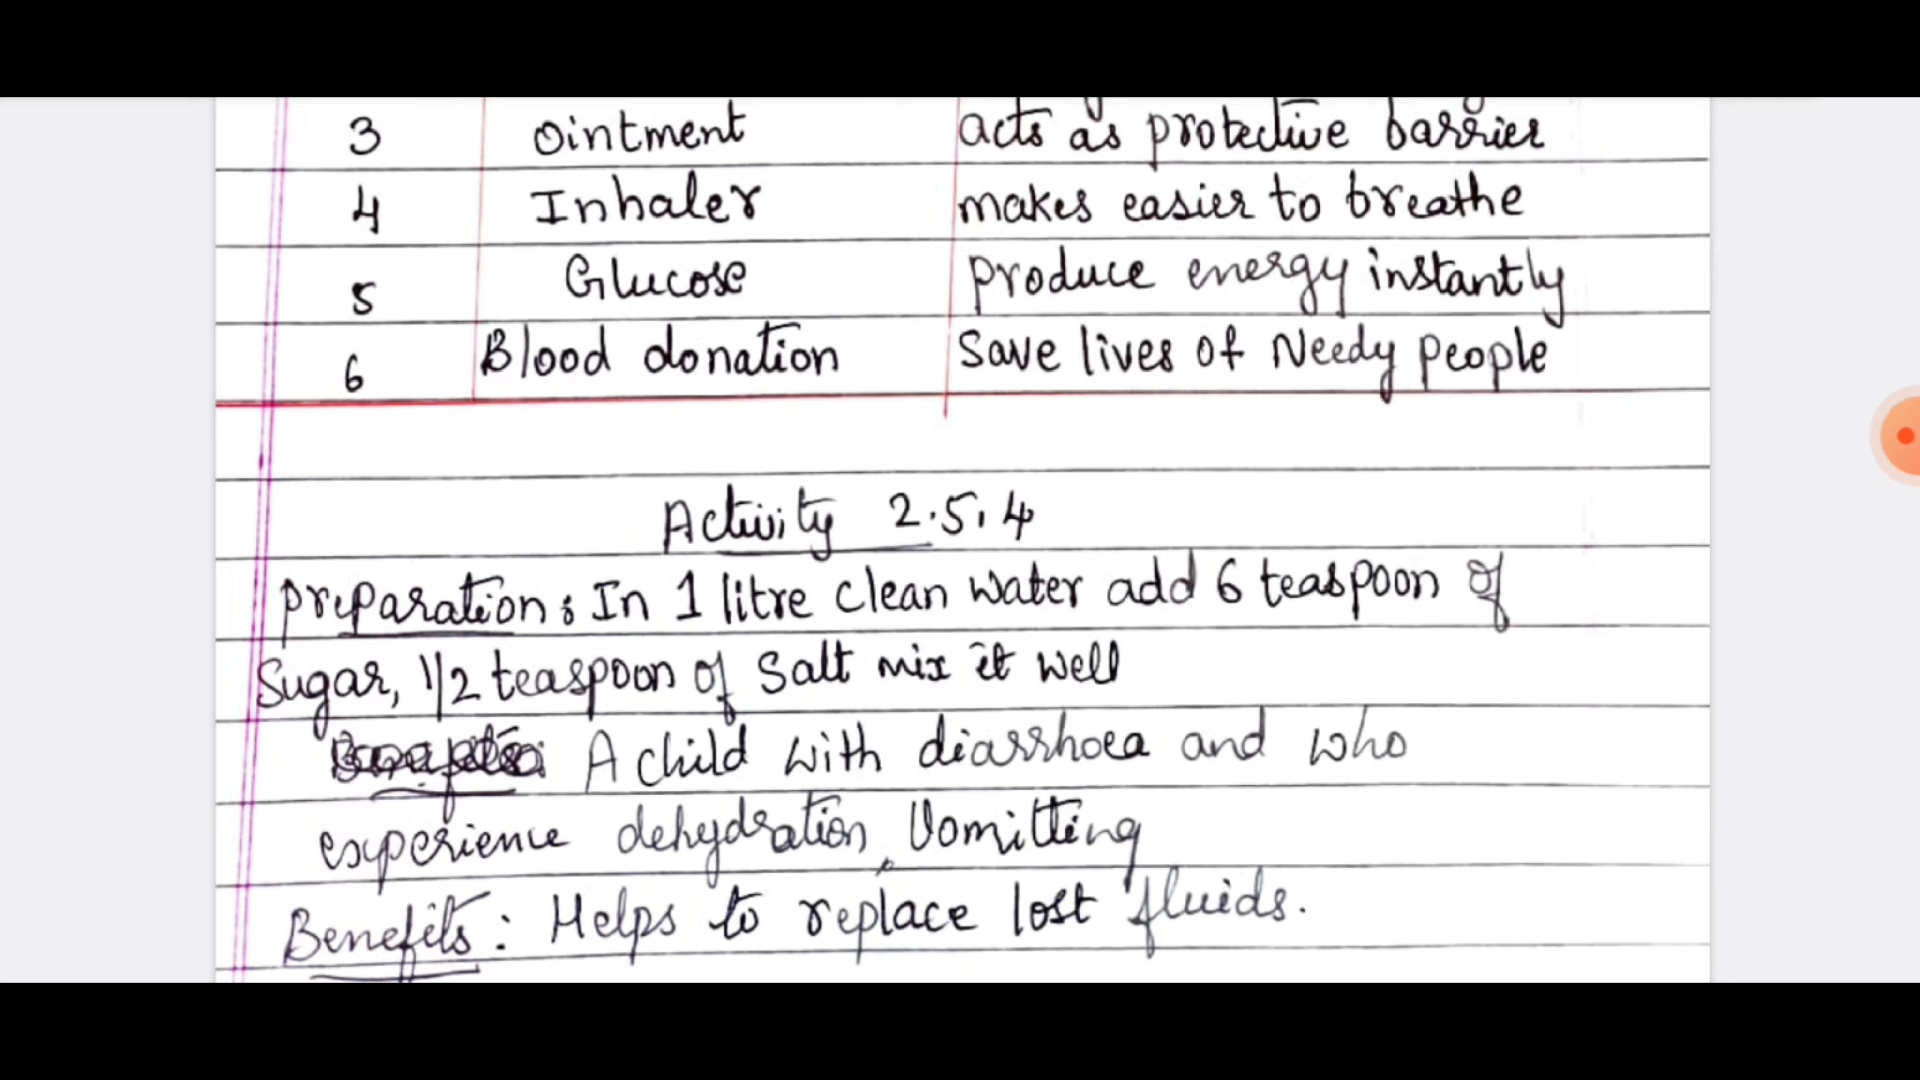 3 Ointment acts as protective barrier
4 Inhaler makes easier to breathe
5 Glucose produce energy instantly
6 Blood donation Save lives of Needy people
Activity 2.5.4
preparation: In 1 litre clean water add 6 teaspoon of
Sugar, 1/2 teaspoon of Salt mix it well
A child with diarrhoea and who
experience dehydration, Vomitting
Benefits: Helps to replace lost fluids.